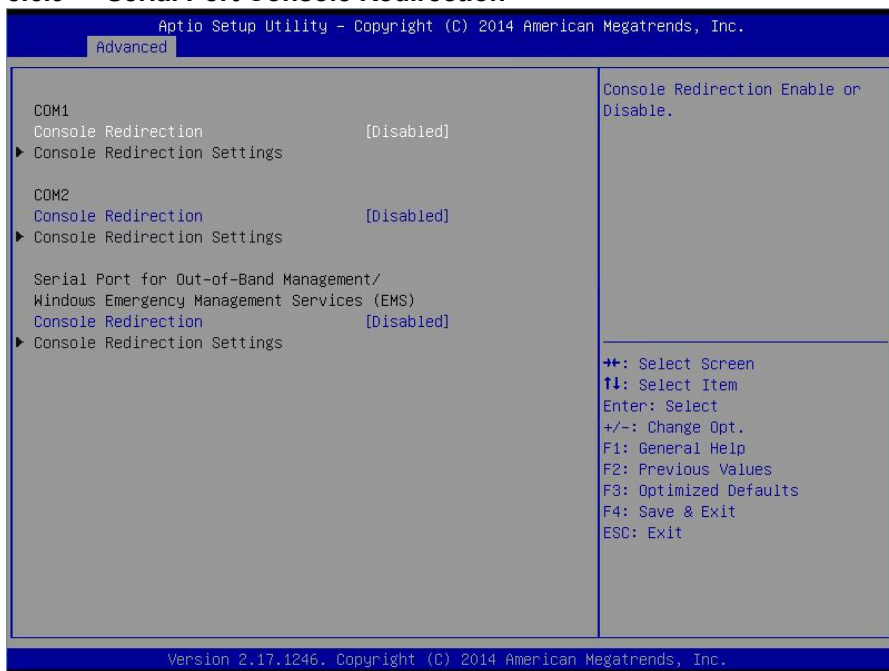 Serial Port Console Redirection
Aptio Setup Utility – Copyright (C) 2014 American Megatrends, Inc.
Advanced
COM1
Console Redirection [Disabled]
▶ Console Redirection Settings
COM2
Console Redirection [Disabled]
▶ Console Redirection Settings
Serial Port for Out-of-Band Management/
Windows Emergency Management Services (EMS)
Console Redirection [Disabled]
▶ Console Redirection Settings
Console Redirection Enable or
Disable.
→←: Select Screen
↑↓: Select Item
Enter: Select
+/-: Change Opt.
F1: General Help
F2: Previous Values
F3: Optimized Defaults
F4: Save & Exit
ESC: Exit
Version 2.17.1246. Copyright (C) 2014 American Megatrends, Inc.